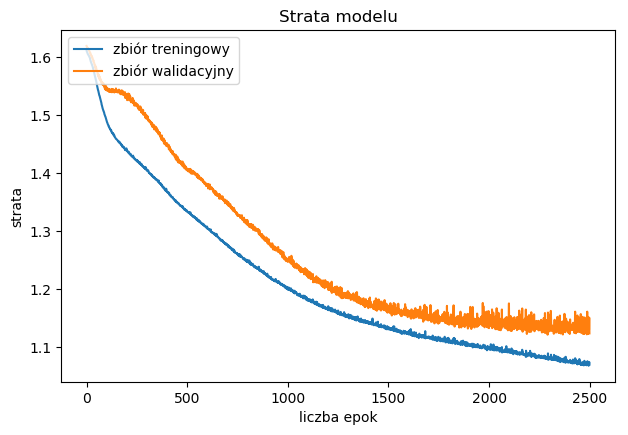 Strata modelu
zbiór treningowy
zbiór walidacyjny
strata
1.6
1.5
1.4
1.3
1.2
1.1
0 500 1000 1500 2000 2500
liczba epok